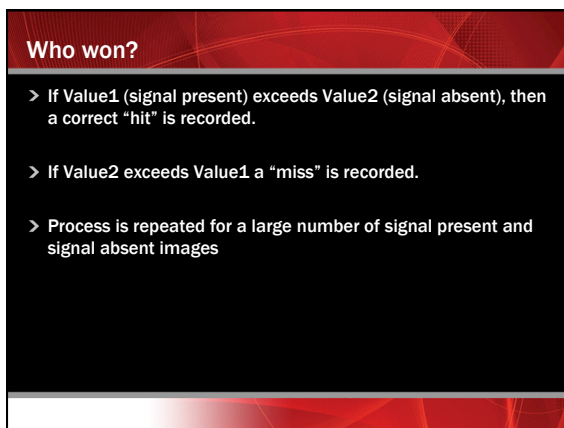 Who won?
> If Value1 (signal present) exceeds Value2 (signal absent), then
a correct “hit” is recorded.
> If Value2 exceeds Value1 a “miss” is recorded.
> Process is repeated for a large number of signal present and
signal absent images